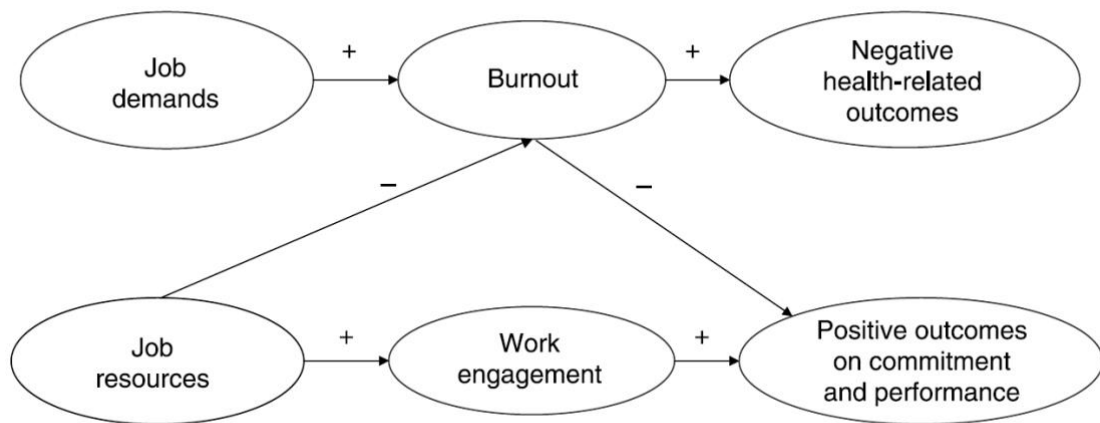 Job
demands
+
Burnout
+
Negative
health-related
outcomes
–
–
Job
resources
+
Work
engagement
+
Positive outcomes
on commitment
and performance